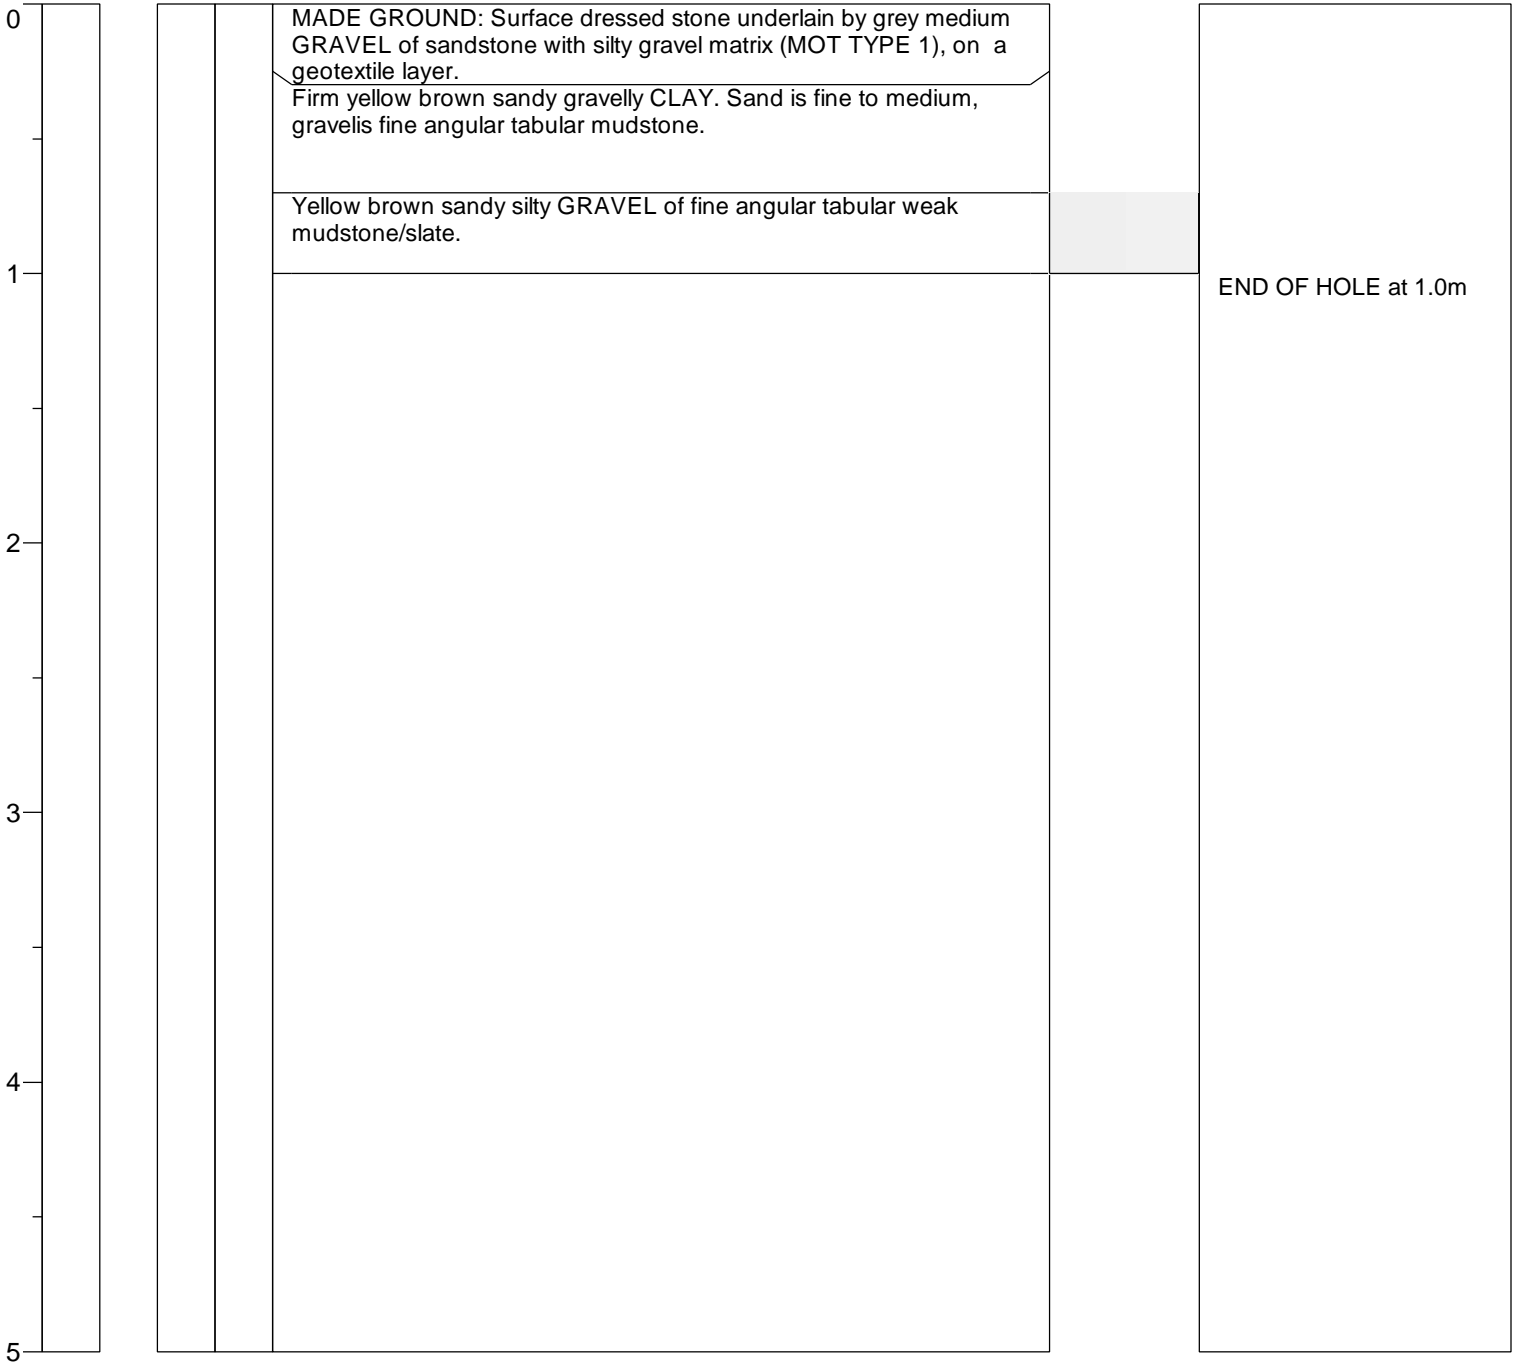 0
MADE GROUND: Surface dressed stone underlain by grey medium
GRAVEL of sandstone with silty gravel matrix (MOT TYPE 1), on  a
geotextile layer.
Firm yellow brown sandy gravelly CLAY. Sand is fine to medium,
gravelis fine angular tabular mudstone.
Yellow brown sandy silty GRAVEL of fine angular tabular weak
mudstone/slate.
1
END OF HOLE at 1.0m
2
3
4
5